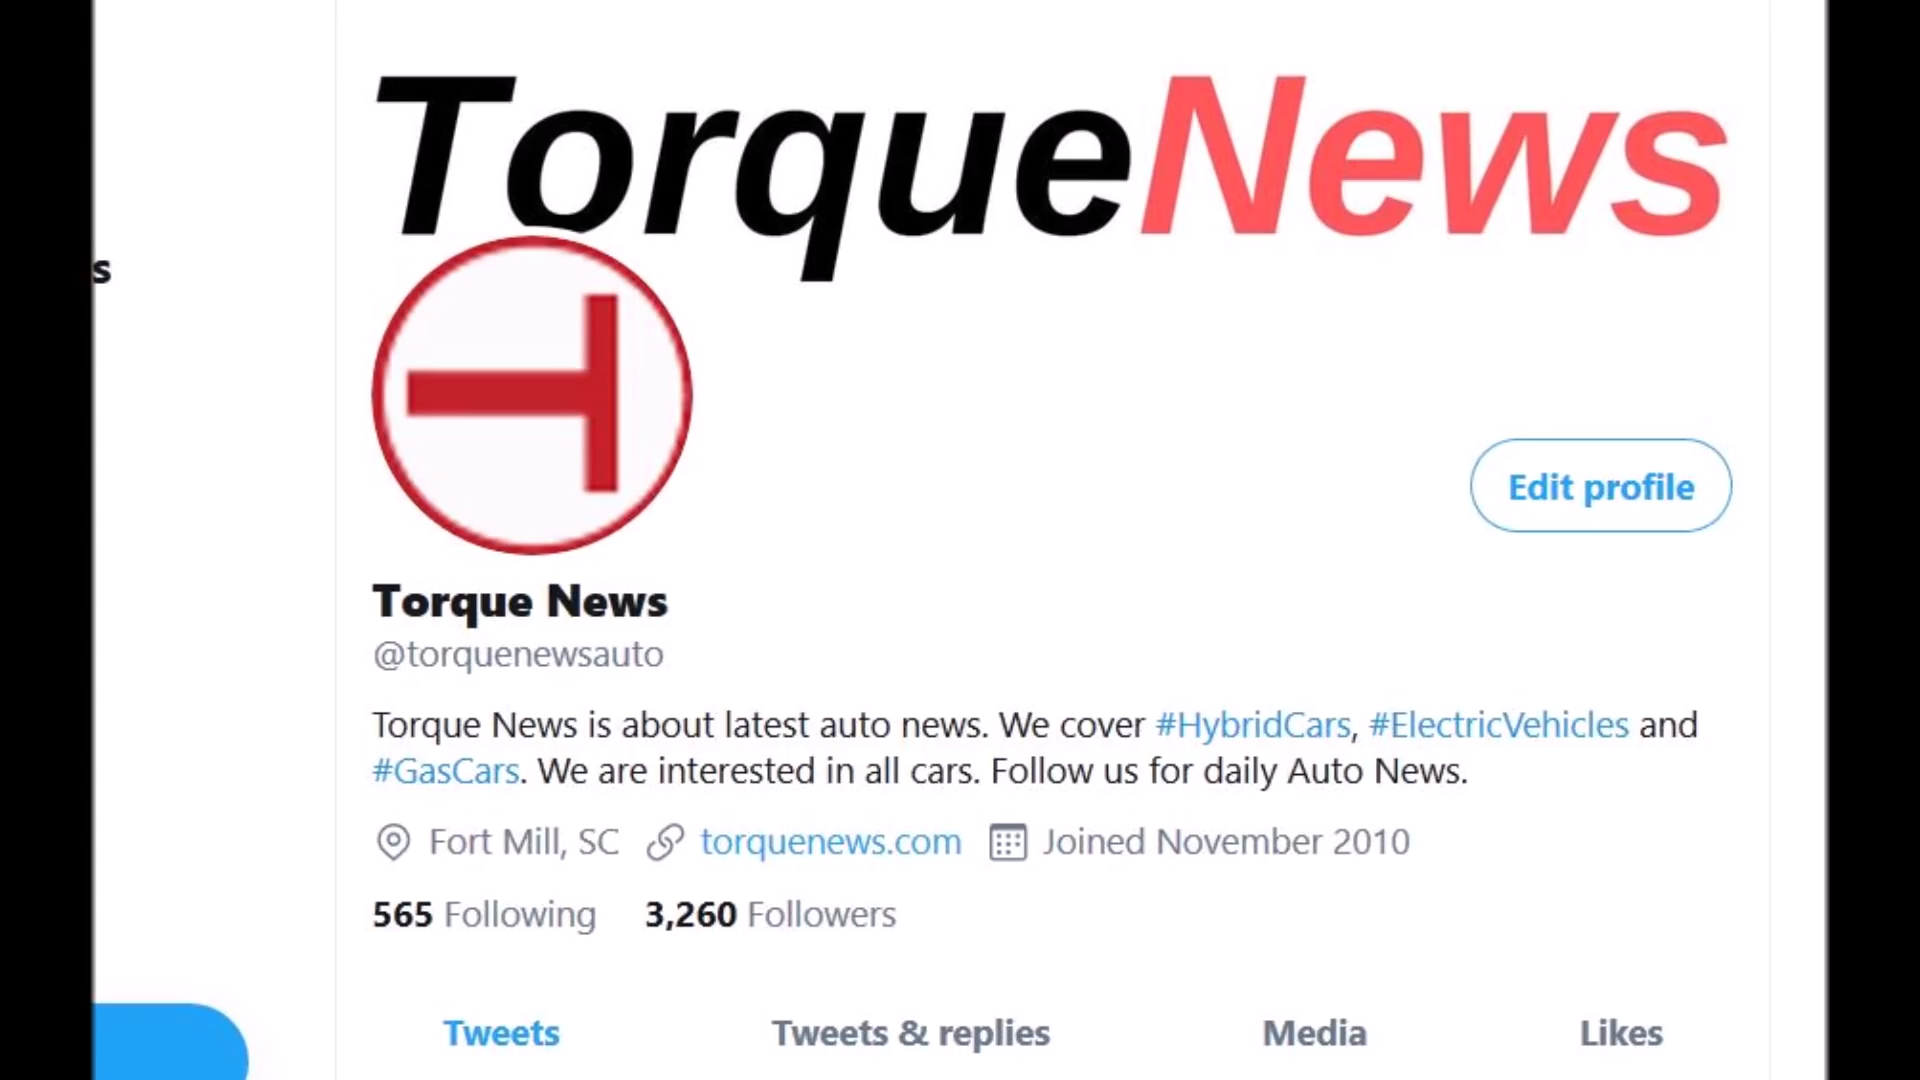 TorqueNews
s
T
Edit profile
Torque News
@torquenewsauto
Torque News is about latest auto news. We cover #HybridCars, #ElectricVehicles and
#GasCars. We are interested in all cars. Follow us for daily Auto News.
Fort Mill, SC torquenews.com Joined November 2010
565 Following 3,260 Followers
Tweets Tweets & replies Media Likes